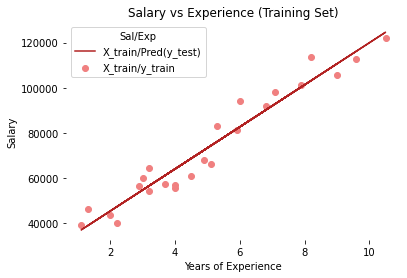 Salary vs Experience (Training Set)
120000
100000
80000
60000
40000
Salary
Sal/Exp
X_train/Pred(y_test)
X_train/y_train
2 4 6 8 10
Years of Experience